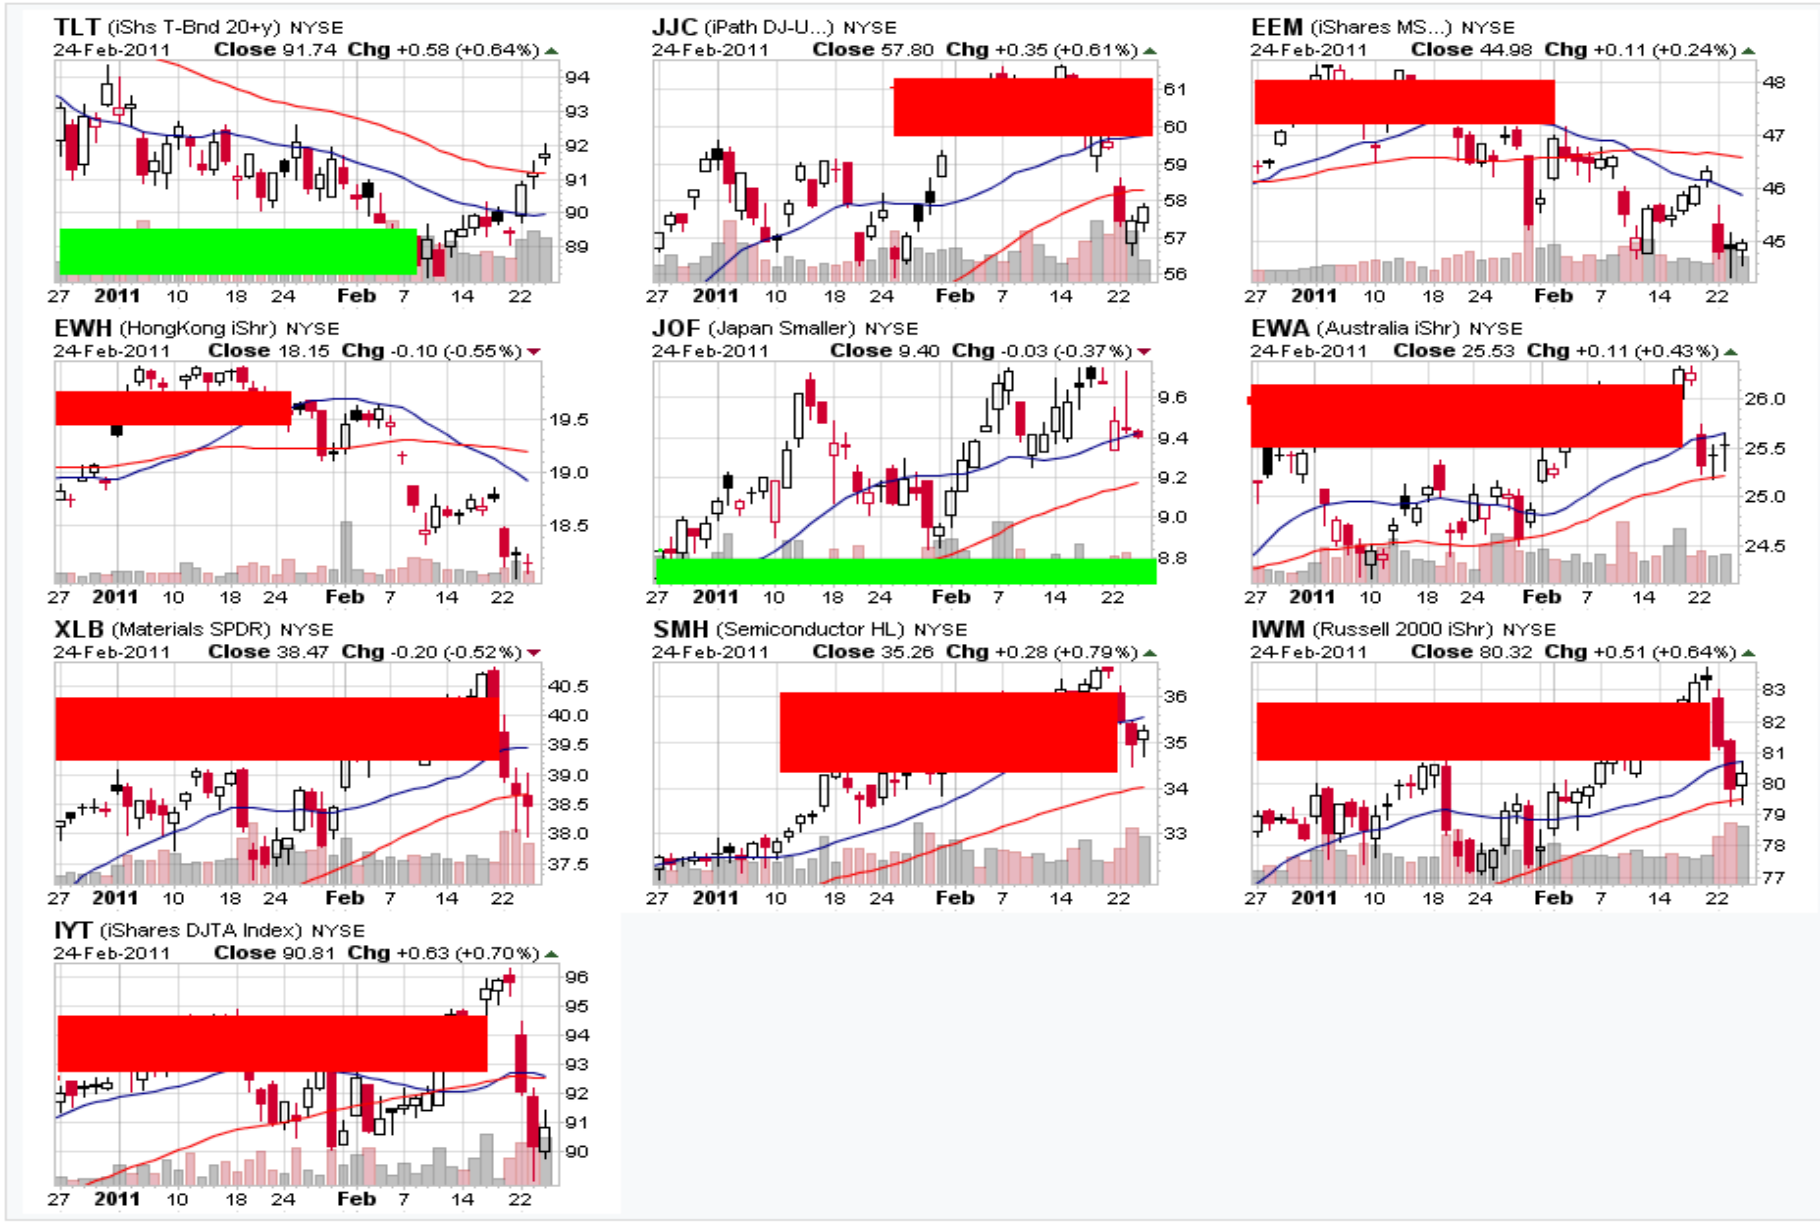 TLT (iShs T-Bnd 20+y) NYSE
24-Feb-2011 Close 91.74 Chg +0.58 (+0.64%)
94
93
92
91
90
89
27 2011 10 18 24 Feb 7 14 22
JJC (iPath DJ-U...) NYSE
24-Feb-2011 Close 57.80 Chg +0.35 (+0.61%)
61
60
59
58
57
56
27 2011 10 18 24 Feb 7 14 22
EEM (iShares MS...) NYSE
24-Feb-2011 Close 44.98 Chg +0.11 (+0.24%)
48
47
46
45
27 2011 10 18 24 Feb 7 14 22
EWH (HongKong iShr) NYSE
24-Feb-2011 Close 18.15 Chg -0.10 (-0.55%)
19.5
19.0
18.5
27 2011 10 18 24 Feb 7 14 22
JOF (Japan Smaller) NYSE
24-Feb-2011 Close 9.40 Chg -0.03 (-0.37%)
9.6
9.4
9.2
9.0
8.8
27 2011 10 18 24 Feb 7 14 22
EWA (Australia iShr) NYSE
24-Feb-2011 Close 25.53 Chg +0.11 (+0.43%)
26.0
25.5
25.0
24.5
27 2011 10 18 24 Feb 7 14 22
XLB (Materials SPDR) NYSE
24-Feb-2011 Close 38.47 Chg -0.20 (-0.52%)
40.5
40.0
39.5
39.0
38.5
38.0
37.5
27 2011 10 18 24 Feb 7 14 22
SMH (Semiconductor HL) NYSE
24-Feb-2011 Close 35.26 Chg +0.28 (+0.79%)
36
35
34
33
27 2011 10 18 24 Feb 7 14 22
IWM (Russell 2000 iShr) NYSE
24-Feb-2011 Close 80.32 Chg +0.51 (+0.64%)
83
82
81
80
79
78
77
27 2011 10 18 24 Feb 7 14 22
IYT (iShares DJTA Index) NYSE
24-Feb-2011 Close 90.81 Chg +0.63 (+0.70%)
96
95
94
93
92
91
90
27 2011 10 18 24 Feb 7 14 22